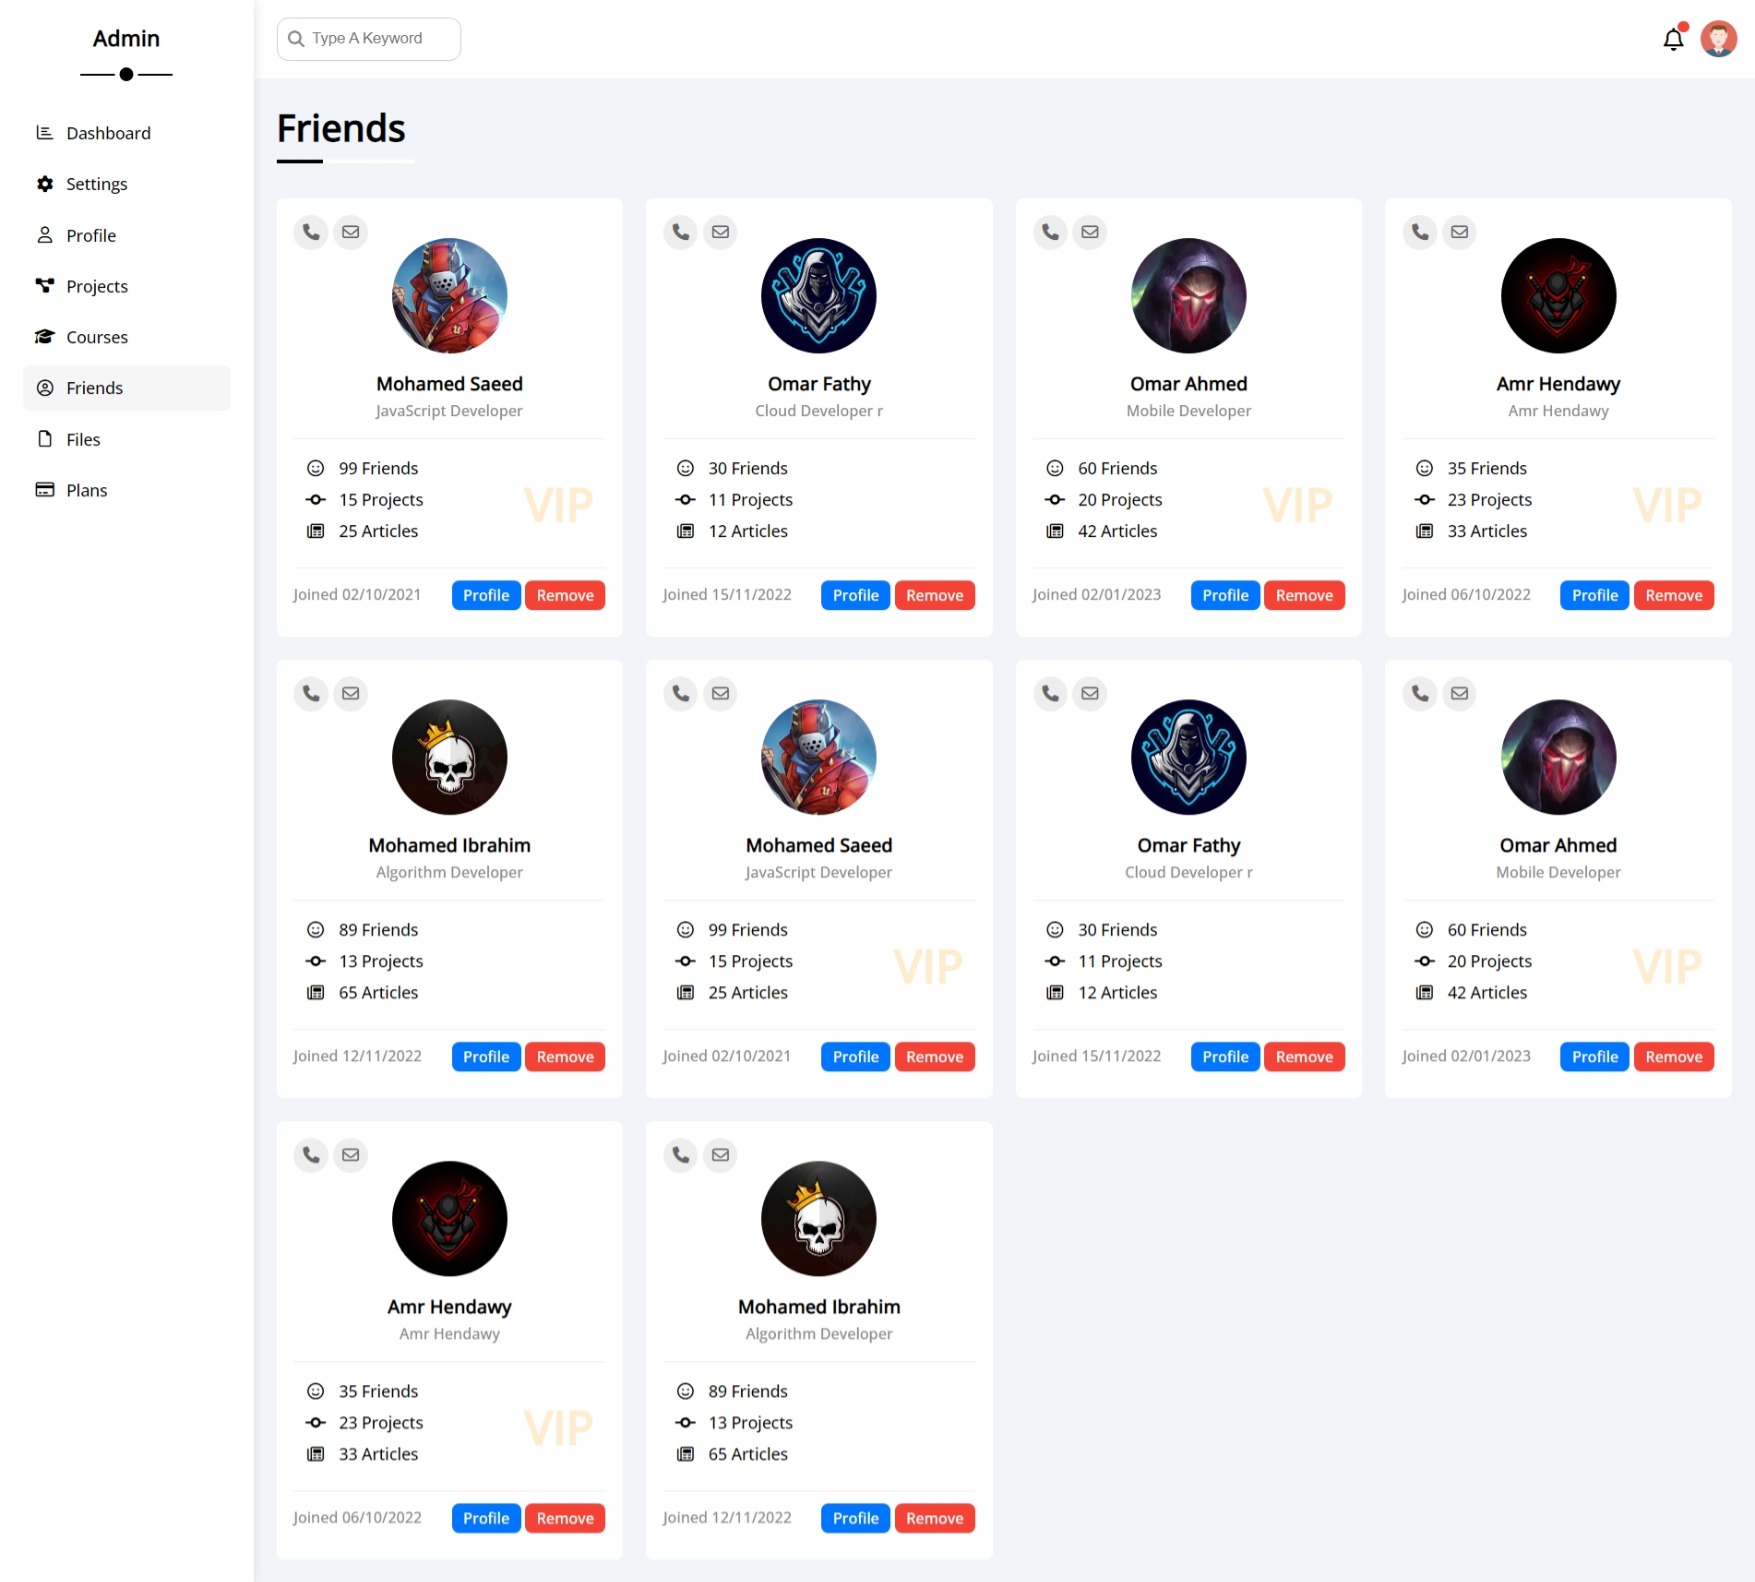 Admin
Dashboard
Settings
Profile
Projects
Courses
Friends
Files
Plans
Type A Keyword
Friends
Mohamed Saeed
JavaScript Developer
99 Friends
15 Projects
25 Articles
VIP
Joined 02/10/2021 Profile Remove
Omar Fathy
Cloud Developer r
30 Friends
11 Projects
12 Articles
Joined 15/11/2022 Profile Remove
Omar Ahmed
Mobile Developer
60 Friends
20 Projects
42 Articles
VIP
Joined 02/01/2023 Profile Remove
Amr Hendawy
Amr Hendawy
35 Friends
23 Projects
33 Articles
VIP
Joined 06/10/2022 Profile Remove
Mohamed Ibrahim
Algorithm Developer
89 Friends
13 Projects
65 Articles
Joined 12/11/2022 Profile Remove
Mohamed Saeed
JavaScript Developer
99 Friends
15 Projects
25 Articles
VIP
Joined 02/10/2021 Profile Remove
Omar Fathy
Cloud Developer r
30 Friends
11 Projects
12 Articles
Joined 15/11/2022 Profile Remove
Omar Ahmed
Mobile Developer
60 Friends
20 Projects
42 Articles
VIP
Joined 02/01/2023 Profile Remove
Amr Hendawy
Amr Hendawy
35 Friends
23 Projects
33 Articles
VIP
Joined 06/10/2022 Profile Remove
Mohamed Ibrahim
Algorithm Developer
89 Friends
13 Projects
65 Articles
Joined 12/11/2022 Profile Remove